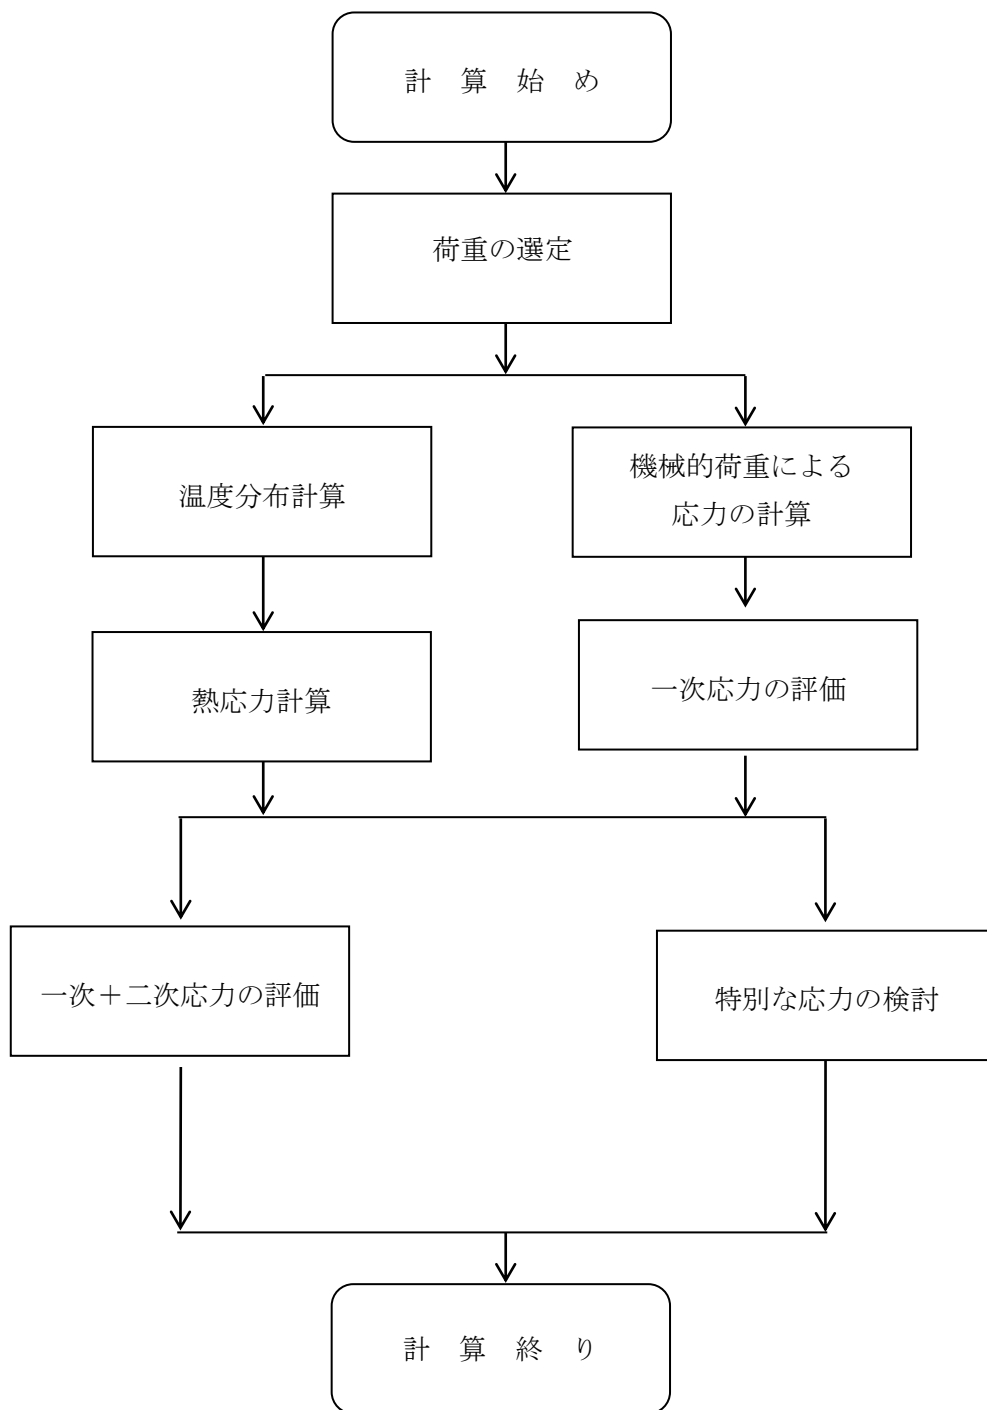 計 算 始 め
荷重の選定
温度分布計算
機械的荷重による
応力の計算
熱応力計算
一次応力の評価
一次＋二次応力の評価
特別な応力の検討
計 算 終 り